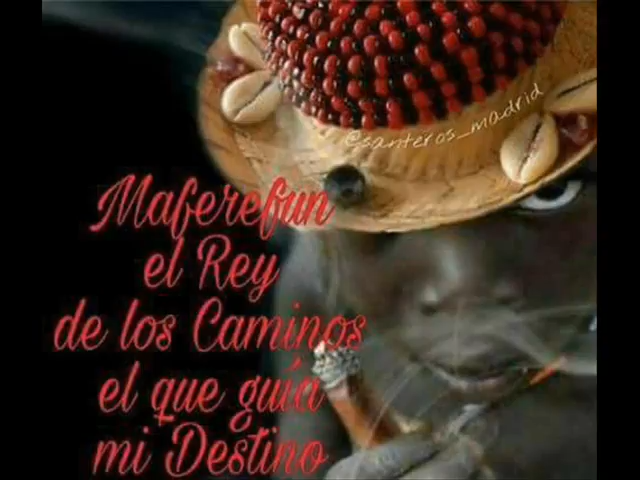 @santeros_madrid
Maferefun
el Rey
de los Caminos
el que guía
mi Destino